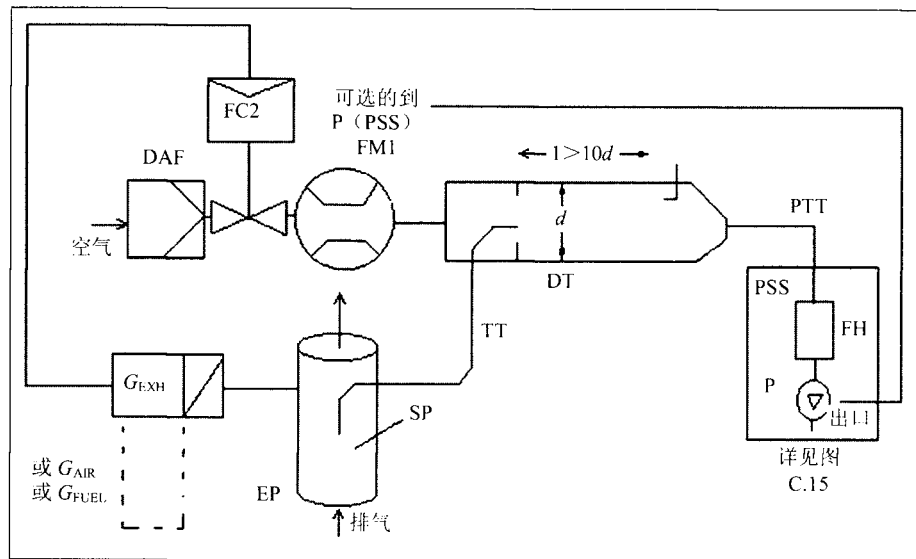 FC2
可选的到
P（PSS）
FM1
DAF
1＞10d
d
空气
DT
PTT
PSS
FH
P
出口
详见图
C.15
TT
GEXH
SP
或 GAIR
或 GFUEL
EP
排气